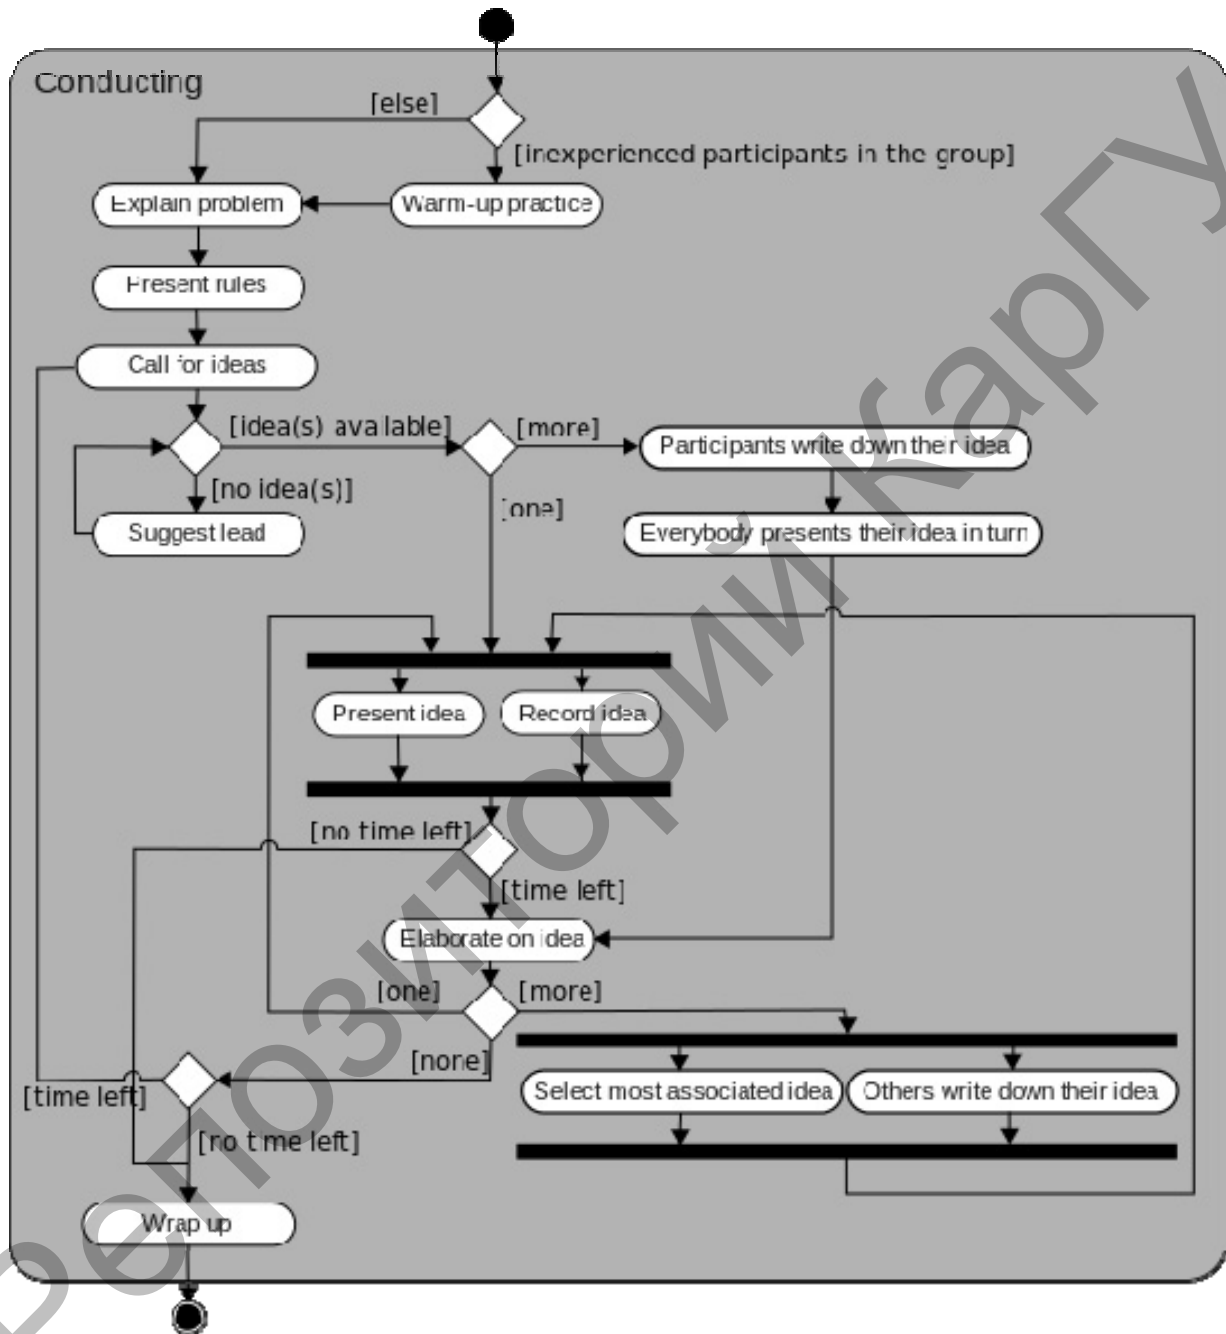 Conducting
[else]
[inexperienced participants in the group]
Explain problem
Warm-up practice
Present rules
Call for ideas
[idea(s) available]
[more]
Participants write down their idea
[no idea(s)]
[one]
Suggest lead
Everybody presents their idea in turn
Present idea
Record idea
[no time left]
[time left]
Elaborate on idea
[one]
[more]
[none]
Select most associated idea
Others write down their idea
[time left]
[no time left]
Wrap up
Репозиторий КарГУ